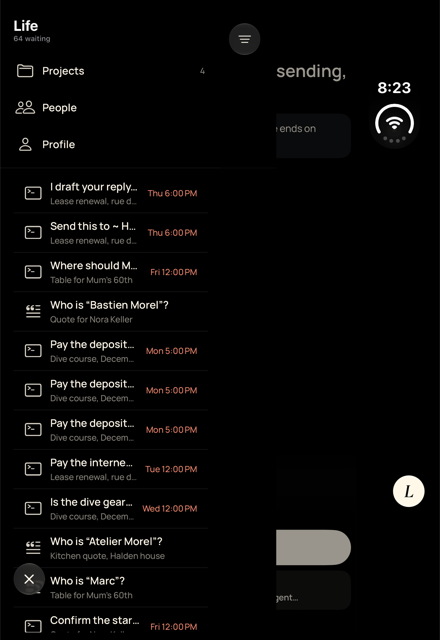 Life
64 waiting
sending,
8:23
Projects 4
People
e ends on
Profile
I draft your reply... Thu 6:00 PM
Lease renewal, rue d...
Send this to ~ H... Thu 6:00 PM
Lease renewal, rue d...
Where should M... Fri 12:00 PM
Table for Mum's 60th
Who is “Bastien Morel”?
Quote for Nora Keller
Pay the deposit... Mon 5:00 PM
Dive course, Decem...
Pay the deposit... Mon 5:00 PM
Dive course, Decem...
Pay the deposit... Mon 5:00 PM
Dive course, Decem...
Pay the interne... Tue 12:00 PM
Lease renewal, rue d...
Is the dive gear... Wed 12:00 PM
Dive course, Decem...
L
Who is “Atelier Morel”?
Kitchen quote, Halden house
Who is “Marc”?
Table for Mum's 60th
gent...
Confirm the star... Fri 12:00 PM